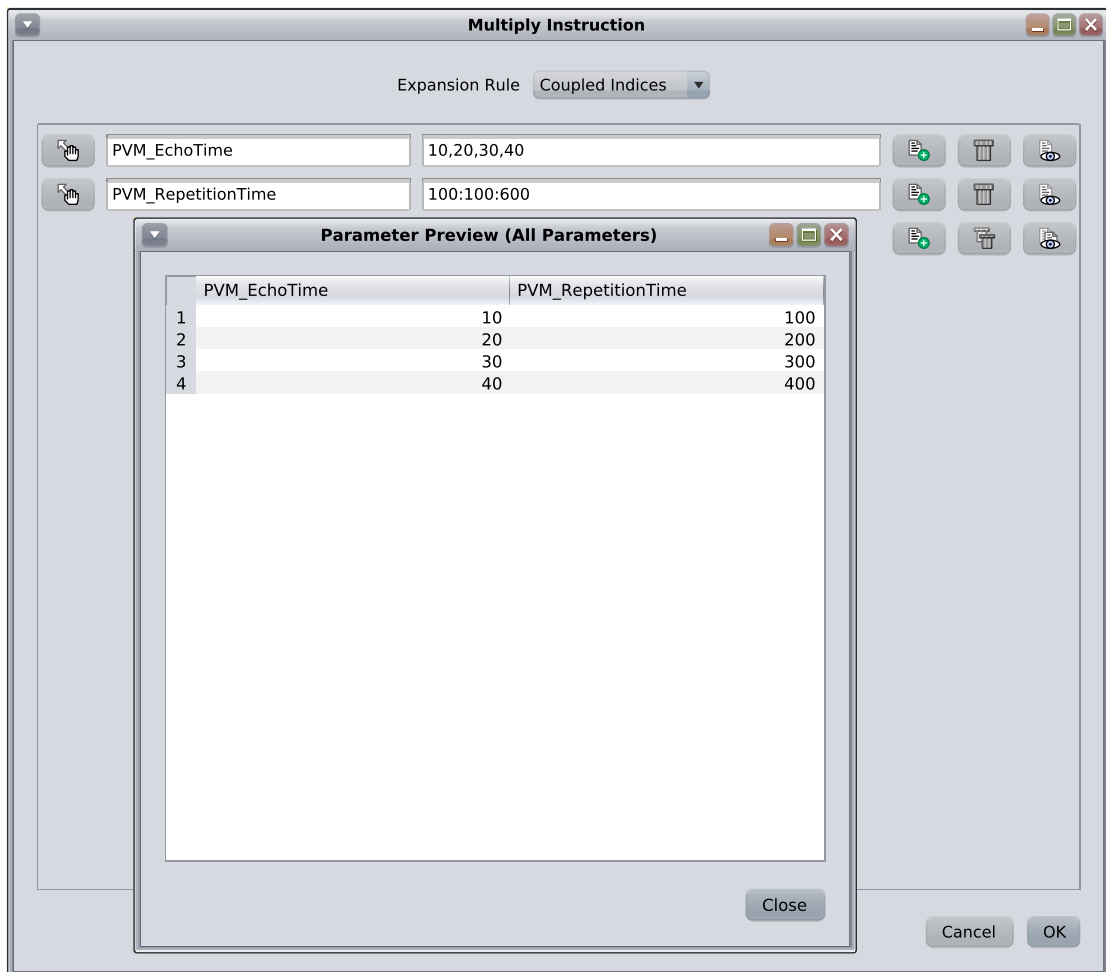 Multiply Instruction
Expansion Rule Coupled Indices
PVM_EchoTime 10,20,30,40
PVM_RepetitionTime 100:100:600
Parameter Preview (All Parameters)
PVM_EchoTime PVM_RepetitionTime
1 10 100
2 20 200
3 30 300
4 40 400
Close
Cancel OK